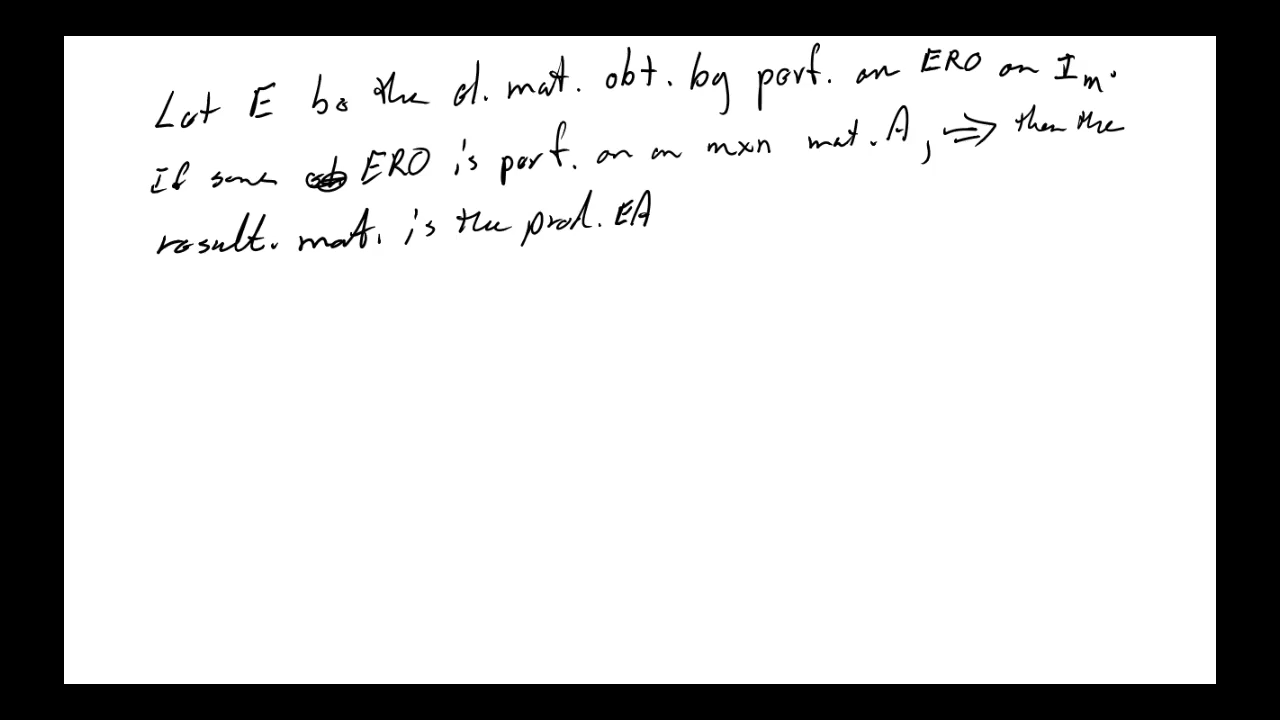 Let E be the el. mat. obt. by perf. an ERO on Im.
If same ERO is perf. on an mxn mat. A, ⇒ then the
result. mat. is the prod. EA